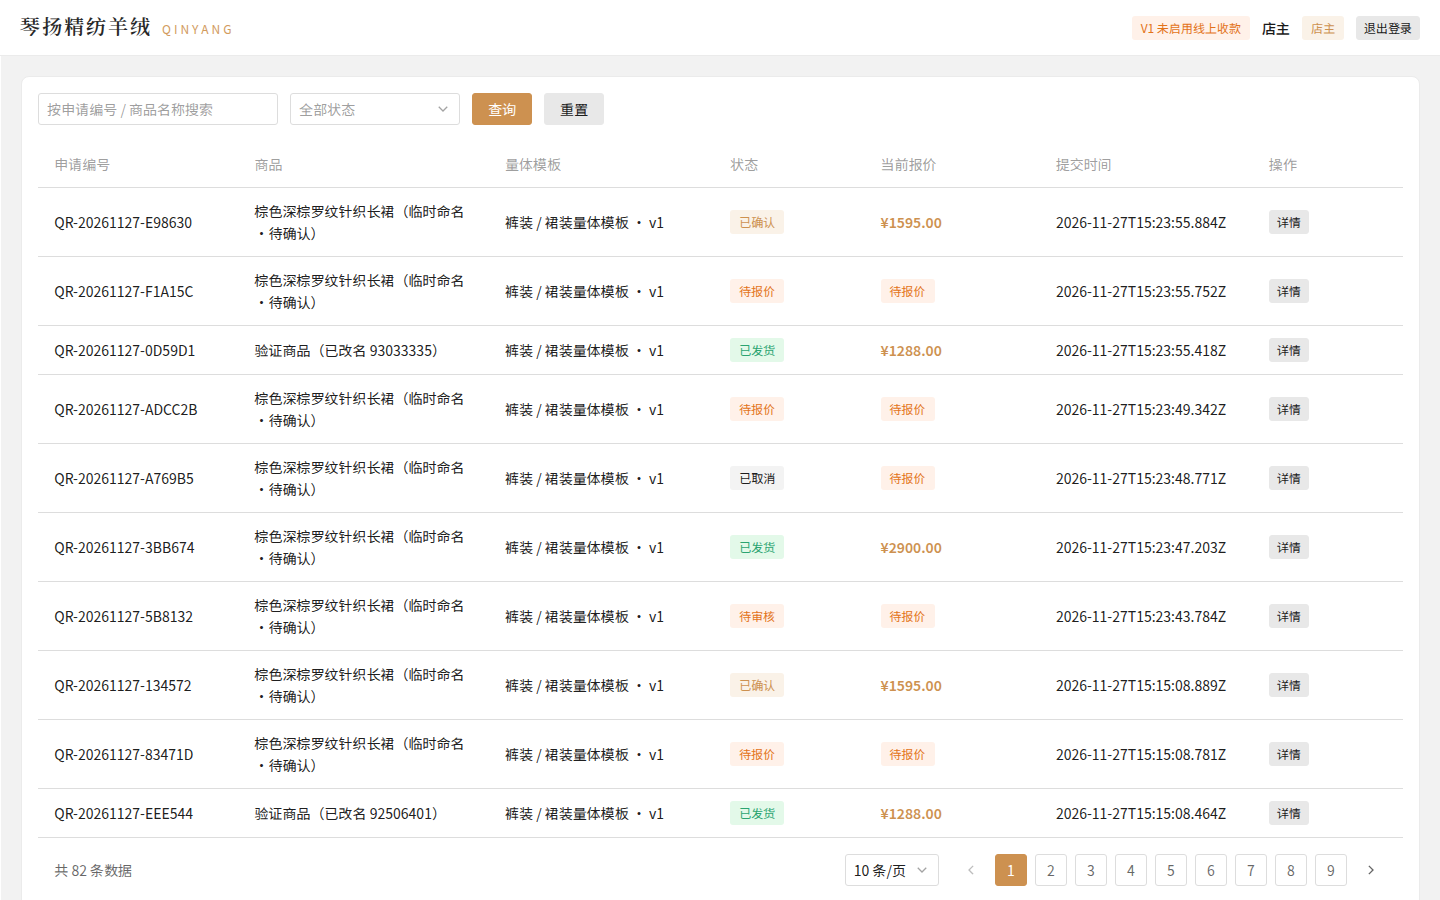 琴扬精纺羊绒 QINYANG
V1 未启用线上收款 店主 店主 退出登录
按申请编号 / 商品名称搜索 全部状态 查询 重置
申请编号 商品 量体模板 状态 当前报价 提交时间 操作
QR-20261127-E98630 棕色深棕罗纹针织长裙（临时命名・待确认） 裤装 / 裙装量体模板 ・ v1 已确认 ¥1595.00 2026-11-27T15:23:55.884Z 详情
QR-20261127-F1A15C 棕色深棕罗纹针织长裙（临时命名・待确认） 裤装 / 裙装量体模板 ・ v1 待报价 待报价 2026-11-27T15:23:55.752Z 详情
QR-20261127-0D59D1 验证商品（已改名 93033335） 裤装 / 裙装量体模板 ・ v1 已发货 ¥1288.00 2026-11-27T15:23:55.418Z 详情
QR-20261127-ADCC2B 棕色深棕罗纹针织长裙（临时命名・待确认） 裤装 / 裙装量体模板 ・ v1 待报价 待报价 2026-11-27T15:23:49.342Z 详情
QR-20261127-A769B5 棕色深棕罗纹针织长裙（临时命名・待确认） 裤装 / 裙装量体模板 ・ v1 已取消 待报价 2026-11-27T15:23:48.771Z 详情
QR-20261127-3BB674 棕色深棕罗纹针织长裙（临时命名・待确认） 裤装 / 裙装量体模板 ・ v1 已发货 ¥2900.00 2026-11-27T15:23:47.203Z 详情
QR-20261127-5B8132 棕色深棕罗纹针织长裙（临时命名・待确认） 裤装 / 裙装量体模板 ・ v1 待审核 待报价 2026-11-27T15:23:43.784Z 详情
QR-20261127-134572 棕色深棕罗纹针织长裙（临时命名・待确认） 裤装 / 裙装量体模板 ・ v1 已确认 ¥1595.00 2026-11-27T15:15:08.889Z 详情
QR-20261127-83471D 棕色深棕罗纹针织长裙（临时命名・待确认） 裤装 / 裙装量体模板 ・ v1 待报价 待报价 2026-11-27T15:15:08.781Z 详情
QR-20261127-EEE544 验证商品（已改名 92506401） 裤装 / 裙装量体模板 ・ v1 已发货 ¥1288.00 2026-11-27T15:15:08.464Z 详情
共 82 条数据 10 条/页 1 2 3 4 5 6 7 8 9